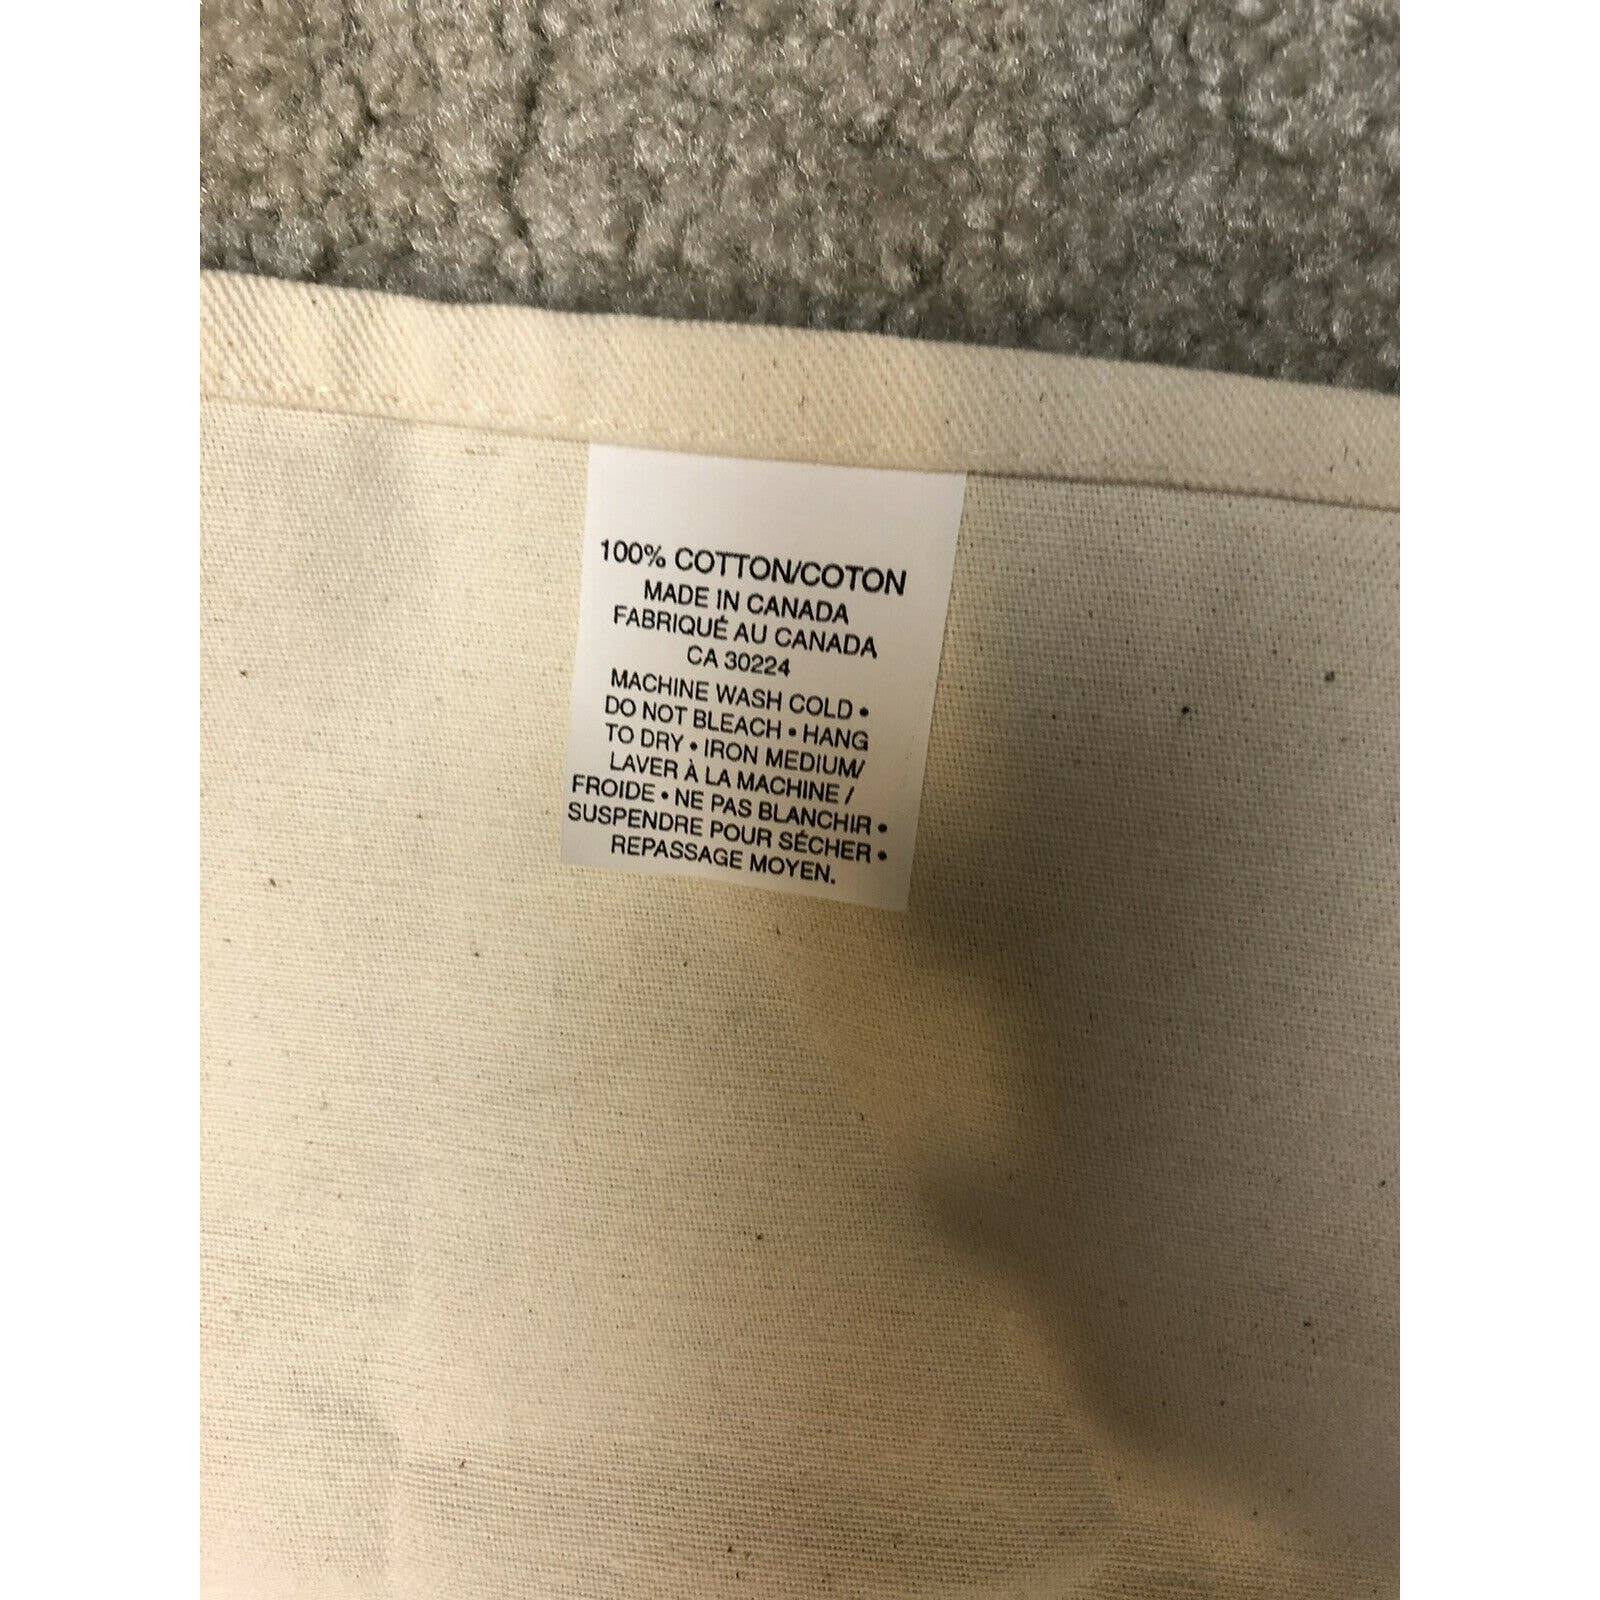 100% COTTON/COTON
MADE IN CANADA
FABRIQUÉ AU CANADA
CA 30224
MACHINE WASH COLD •
DO NOT BLEACH • HANG
TO DRY • IRON MEDIUM/
LAVER À LA MACHINE /
FROIDE • NE PAS BLANCHIR •
SUSPENDRE POUR SÉCHER •
REPASSAGE MOYEN.